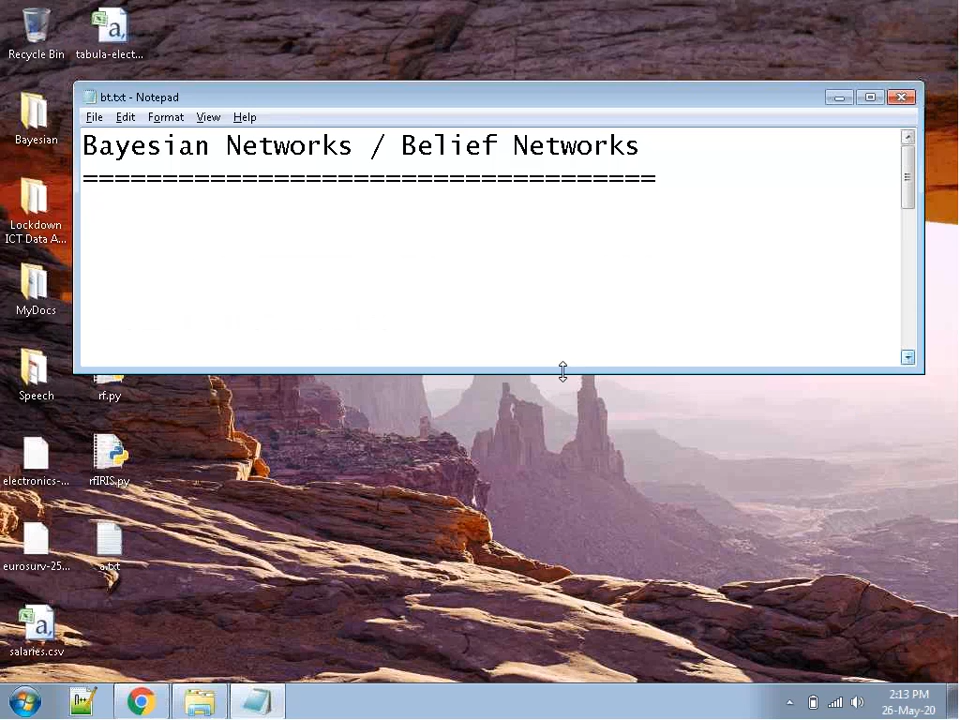 Recycle Bin
tabula-elect...
bt.txt - Notepad
File Edit Format View Help
Bayesian Networks / Belief Networks
====================================
Bayesian
Lockdown
ICT Data A...
MyDocs
Speech
rf.py
electronics-...
rfIRIS.py
eurosurv-25...
a.txt
salaries.csv
2:13 PM
26-May-20